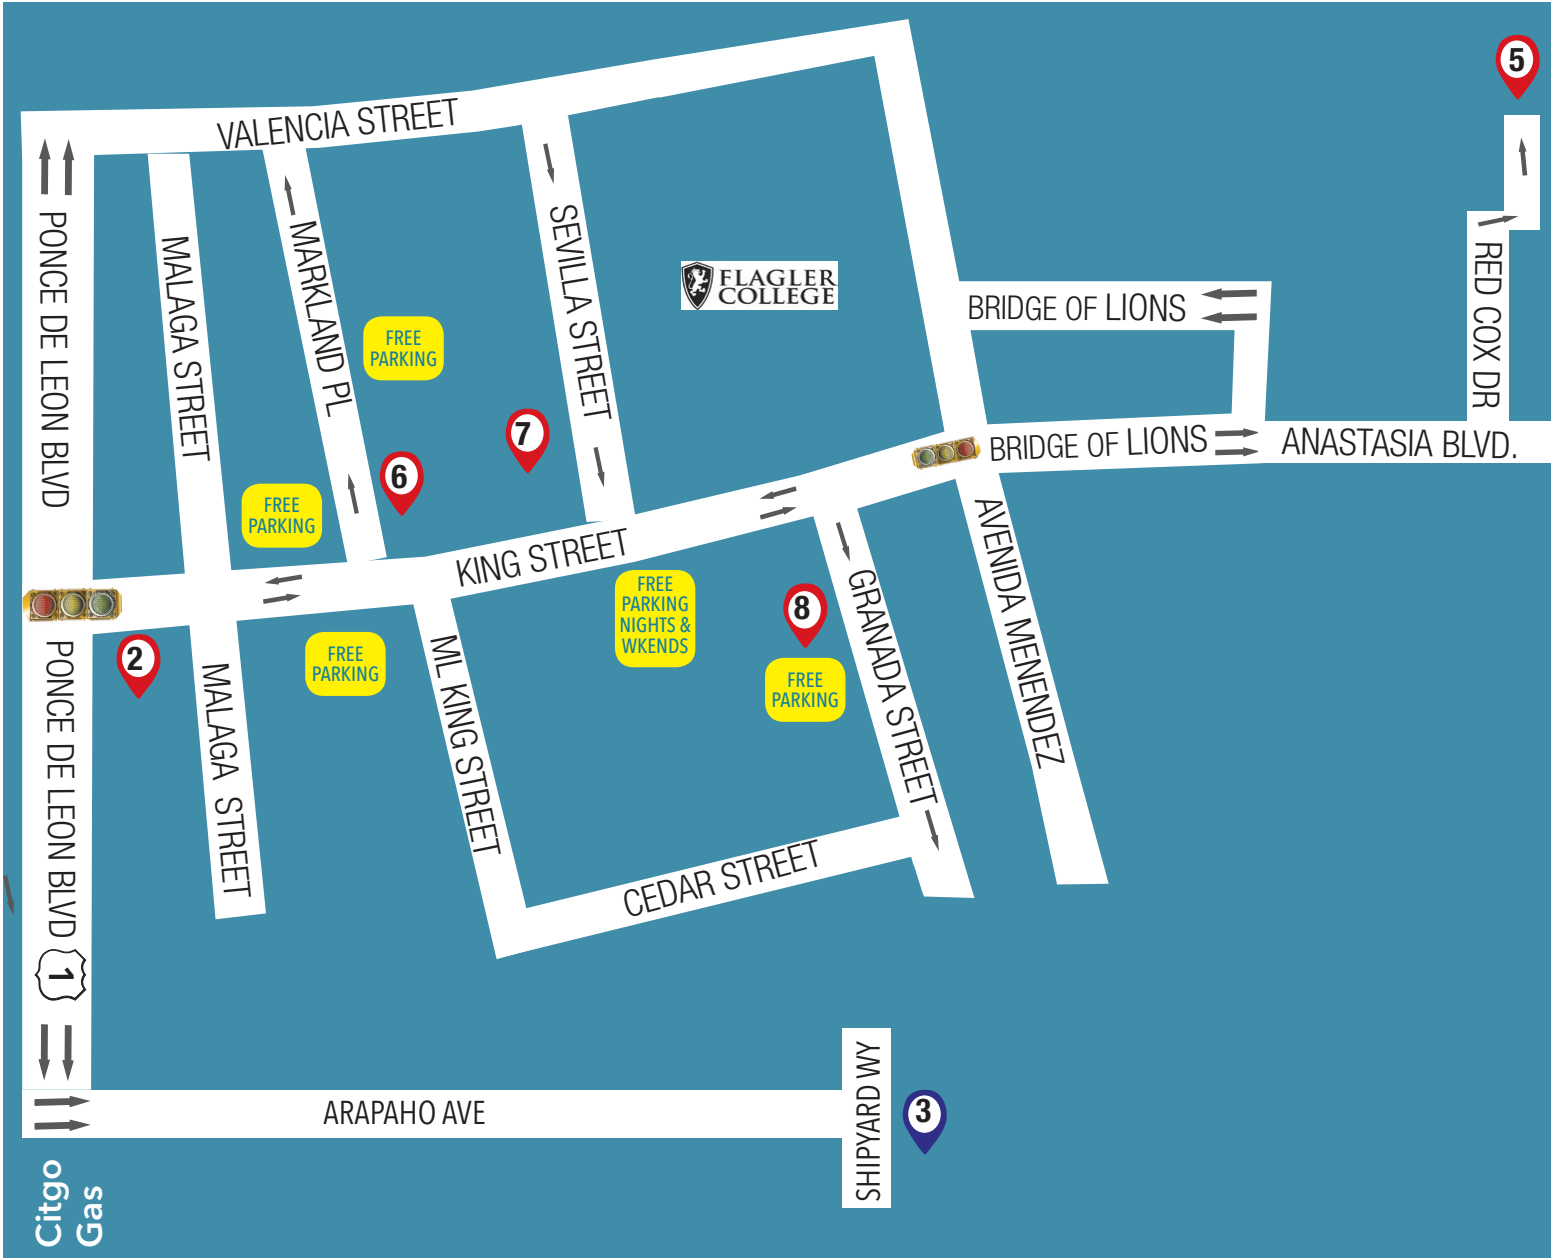 5
VALENCIA STREET
PONCE DE LEON BLVD
MALAGA STREET
MARKLAND PL
SEVILLA STREET
FLAGLER
COLLEGE
BRIDGE OF LIONS
RED COX DR
FREE
PARKING
7
6
BRIDGE OF LIONS
ANASTASIA BLVD.
FREE
PARKING
KING STREET
AVENIDA MENENDEZ
FREE
PARKING
NIGHTS &
WKENDS
8
GRANADA STREET
2
FREE
PARKING
FREE
PARKING
ML KING STREET
PONCE DE LEON BLVD
1
MALAGA STREET
CEDAR STREET
ARAPAHO AVE
SHIPYARD WY
3
Citgo
Gas